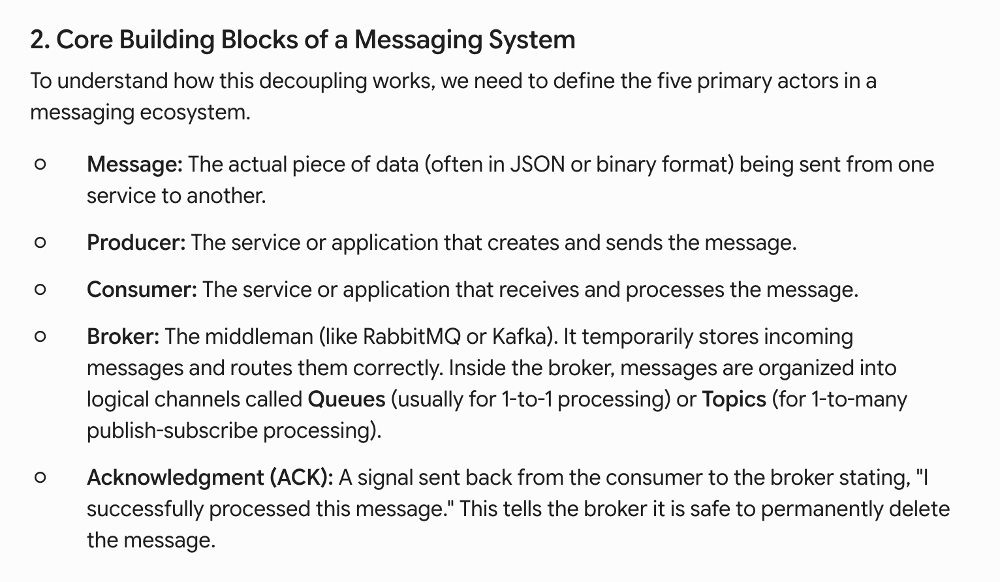 2. Core Building Blocks of a Messaging System
To understand how this decoupling works, we need to define the five primary actors in a
messaging ecosystem.
Message: The actual piece of data (often in JSON or binary format) being sent from one
service to another.
Producer: The service or application that creates and sends the message.
Consumer: The service or application that receives and processes the message.
Broker: The middleman (like RabbitMQ or Kafka). It temporarily stores incoming
messages and routes them correctly. Inside the broker, messages are organized into
logical channels called Queues (usually for 1-to-1 processing) or Topics (for 1-to-many
publish-subscribe processing).
Acknowledgment (ACK): A signal sent back from the consumer to the broker stating, "I
successfully processed this message." This tells the broker it is safe to permanently delete
the message.